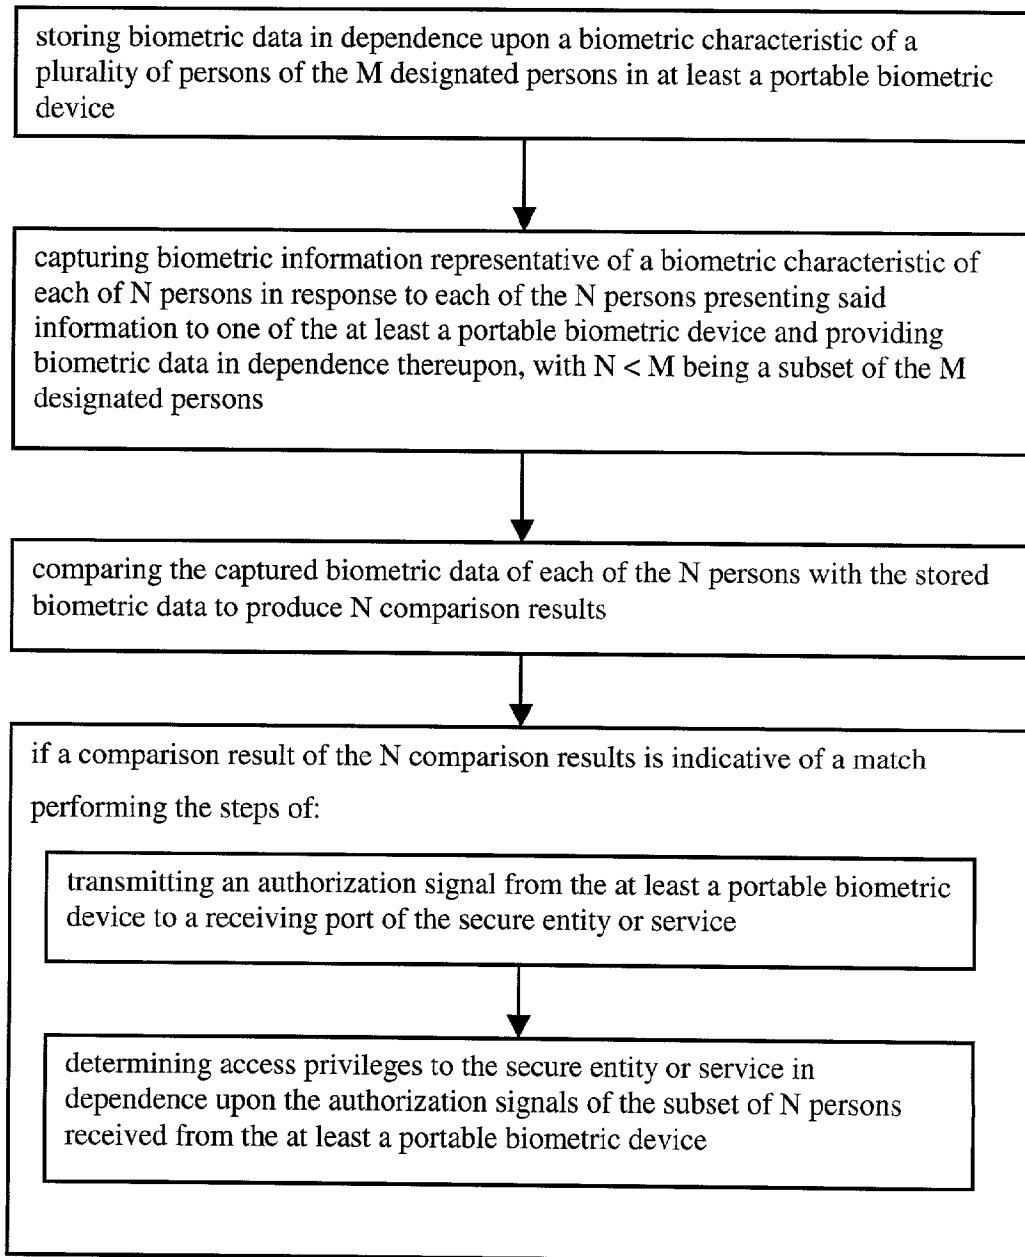 storing biometric data in dependence upon a biometric characteristic of a
plurality of persons of the M designated persons in at least a portable biometric
device
capturing biometric information representative of a biometric characteristic of
each of N persons in response to each of the N persons presenting said
information to one of the at least a portable biometric device and providing
biometric data in dependence thereupon, with N < M being a subset of the M
designated persons
comparing the captured biometric data of each of the N persons with the stored
biometric data to produce N comparison results
if a comparison result of the N comparison results is indicative of a match
performing the steps of:
transmitting an authorization signal from the at least a portable biometric
device to a receiving port of the secure entity or service
determining access privileges to the secure entity or service in
dependence upon the authorization signals of the subset of N persons
received from the at least a portable biometric device